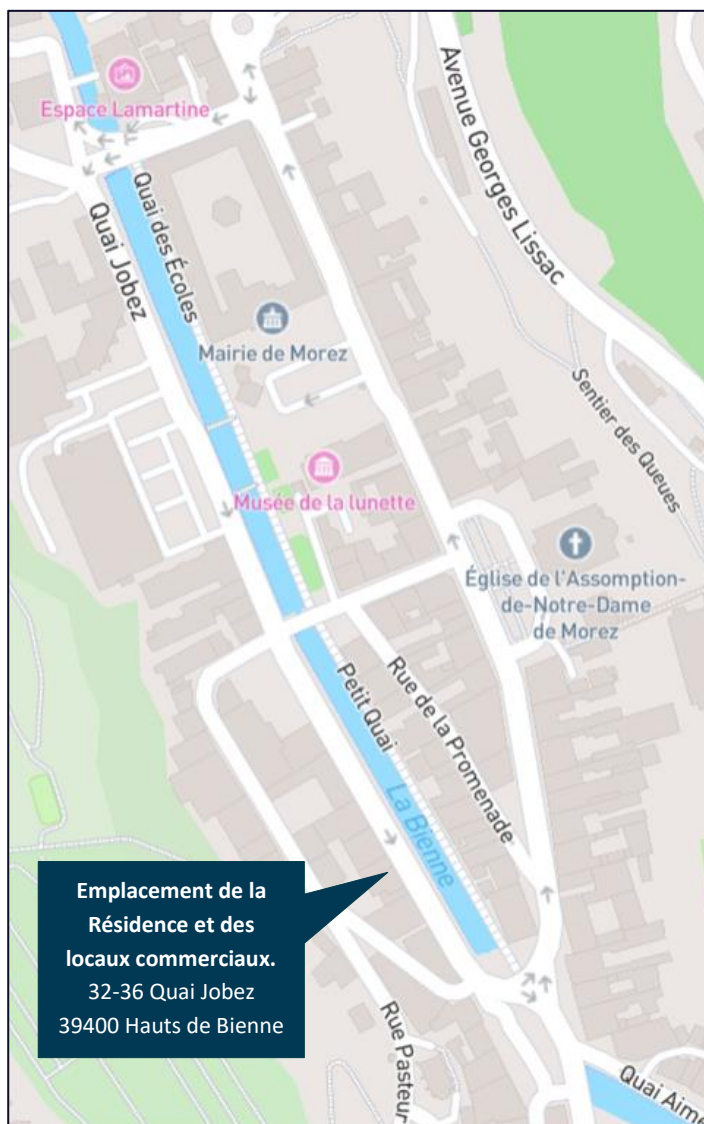 Espace Lamartine
Avenue Georges Lissac
Quai des Écoles
Quai Jobez
Mairie de Morez
Sentier des Queues
Musée de la lunette
Église de l'Assomption-
de-Notre-Dame
de Morez
Petit Quai
Rue de la Promenade
La Bienne
Emplacement de la
Résidence et des
locaux commerciaux.
32-36 Quai Jobez
39400 Hauts de Bienne
Rue Pasteur
Quai Aimé